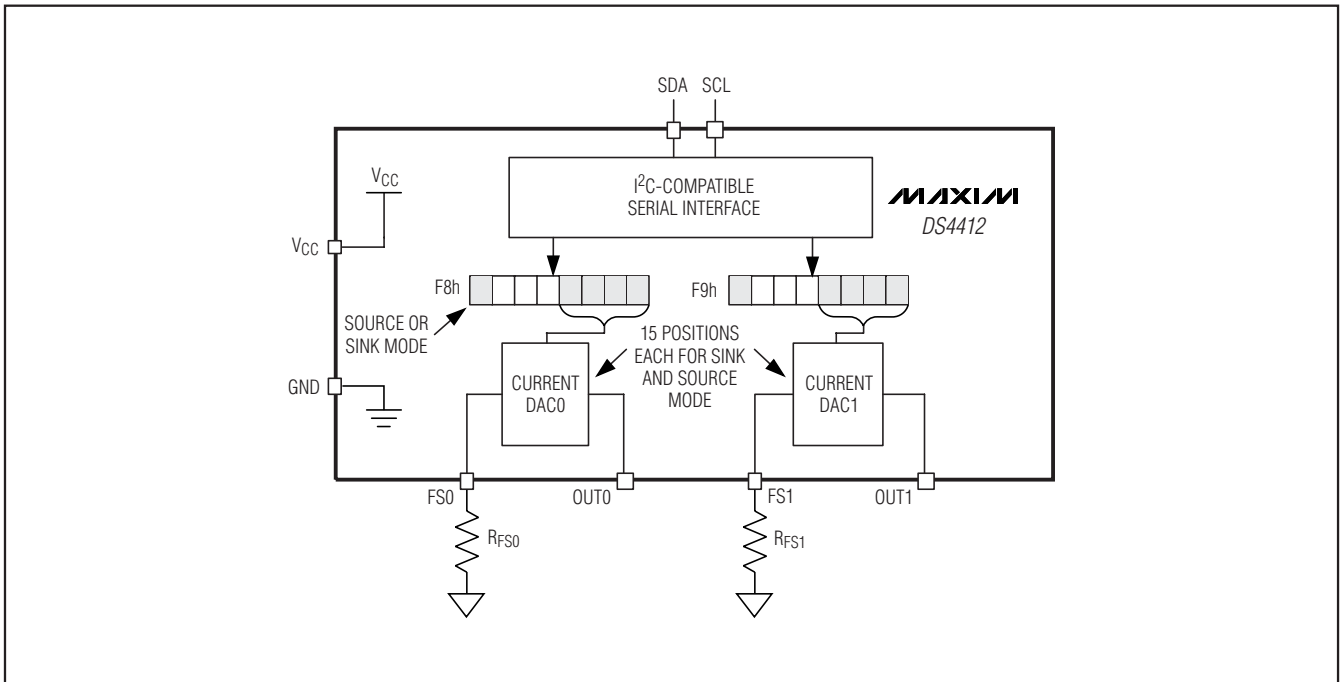 SDA SCL
VCC
I2C-COMPATIBLE
SERIAL INTERFACE
MAXIM
DS4412
VCC
F8h
F9h
SOURCE OR
SINK MODE
15 POSITIONS
EACH FOR SINK
AND SOURCE
MODE
GND
CURRENT
DAC0
CURRENT
DAC1
FS0
OUT0
FS1
OUT1
RFS0
RFS1